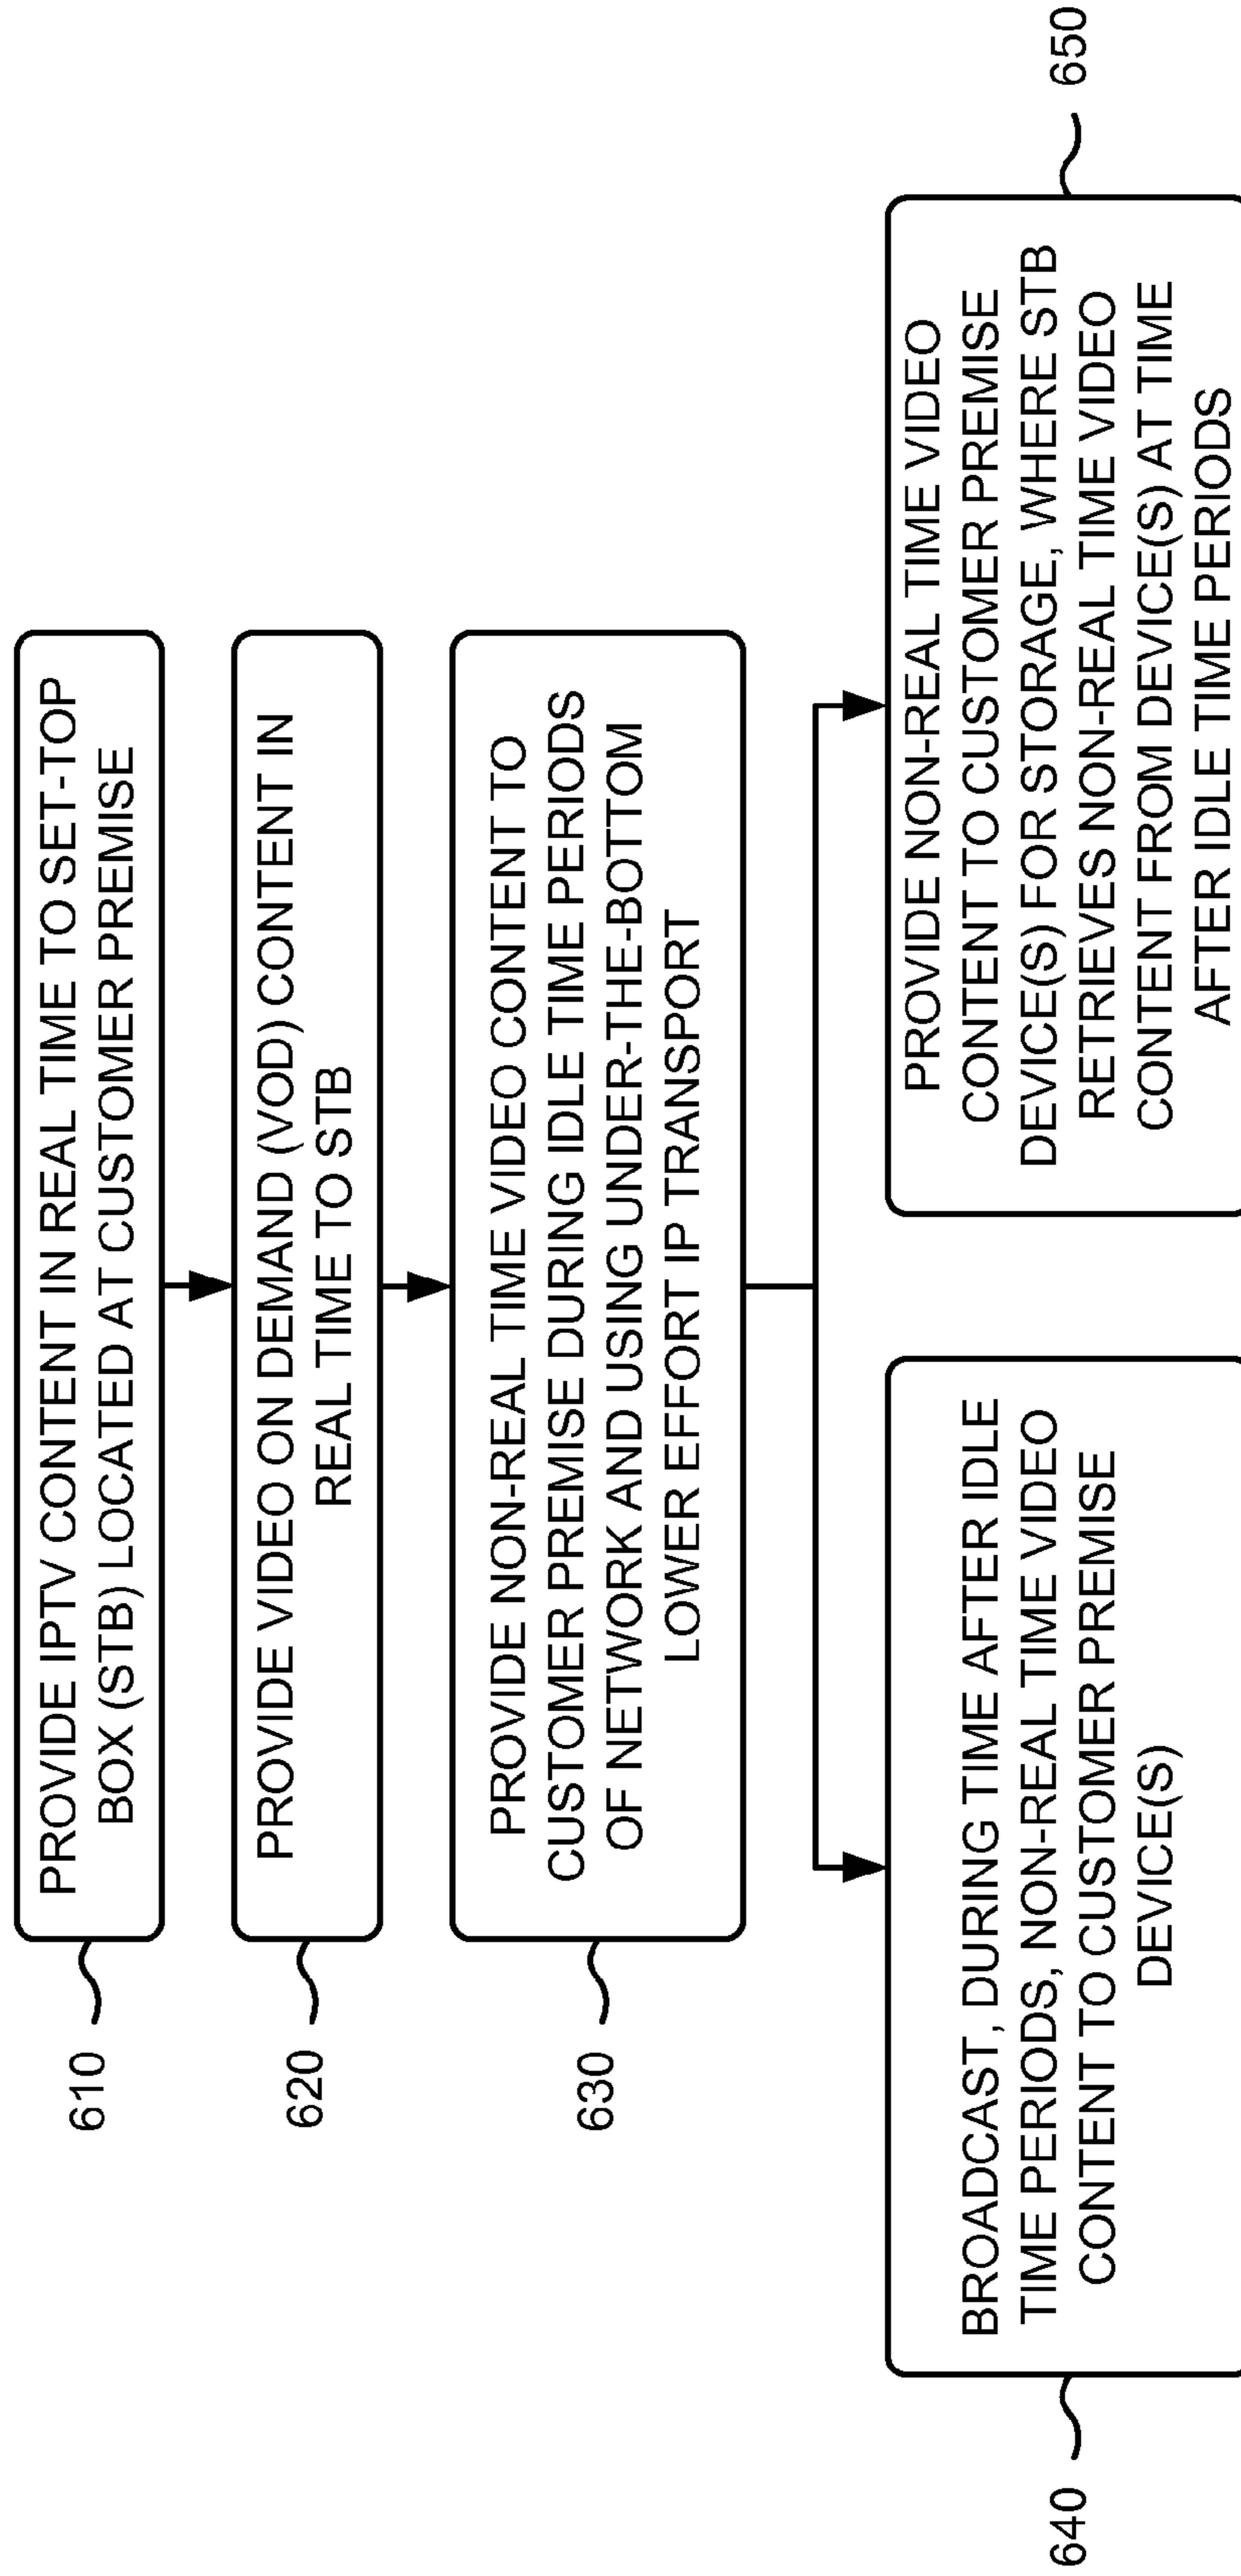 610
PROVIDE IPTV CONTENT IN REAL TIME TO SET-TOP
BOX (STB) LOCATED AT CUSTOMER PREMISE
620
PROVIDE VIDEO ON DEMAND (VOD) CONTENT IN
REAL TIME TO STB
630
PROVIDE NON-REAL TIME VIDEO CONTENT TO
CUSTOMER PREMISE DURING IDLE TIME PERIODS
OF NETWORK AND USING UNDER-THE-BOTTOM
LOWER EFFORT IP TRANSPORT
640
BROADCAST, DURING TIME AFTER IDLE
TIME PERIODS, NON-REAL TIME VIDEO
CONTENT TO CUSTOMER PREMISE
DEVICE(S)
650
PROVIDE NON-REAL TIME VIDEO
CONTENT TO CUSTOMER PREMISE
DEVICE(S) FOR STORAGE, WHERE STB
RETRIEVES NON-REAL TIME VIDEO
CONTENT FROM DEVICE(S) AT TIME
AFTER IDLE TIME PERIODS